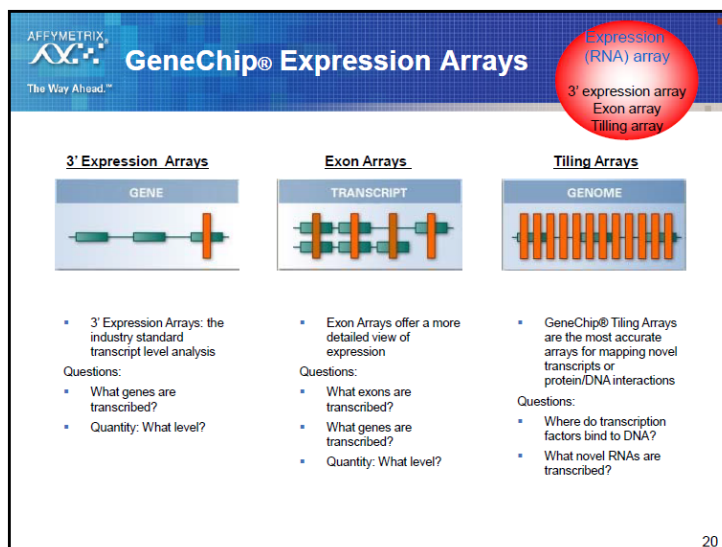 AFFYMETRIX®
The Way Ahead.™
GeneChip® Expression Arrays
Expression
(RNA) array
3' expression array
Exon array
Tilling array
3' Expression Arrays
GENE
3' Expression Arrays: the
industry standard
transcript level analysis
Questions:
What genes are
transcribed?
Quantity: What level?
Exon Arrays
TRANSCRIPT
Exon Arrays offer a more
detailed view of
expression
Questions:
What exons are
transcribed?
What genes are
transcribed?
Quantity: What level?
Tiling Arrays
GENOME
GeneChip® Tiling Arrays
are the most accurate
arrays for mapping novel
transcripts or
protein/DNA interactions
Questions:
Where do transcription
factors bind to DNA?
What novel RNAs are
transcribed?
20